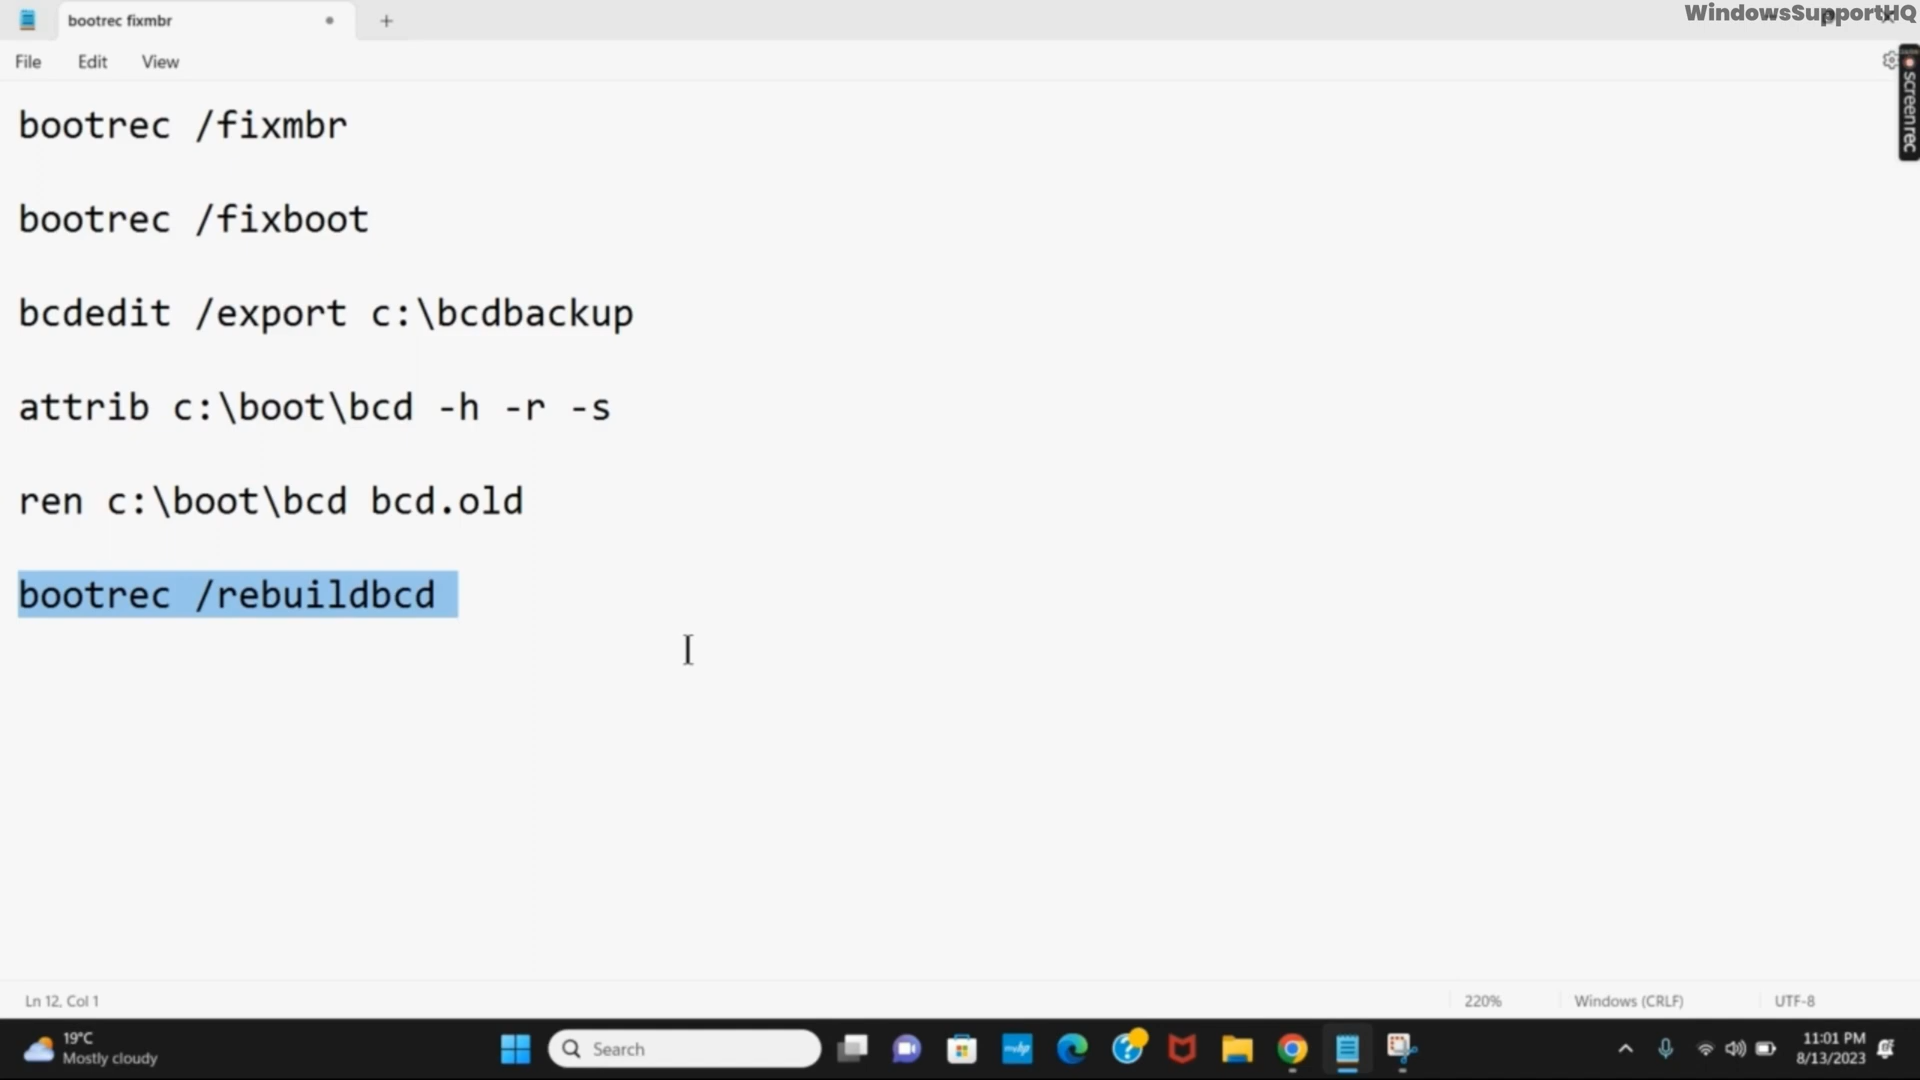 bootrec fixmbr
WindowsSupportHQ
File Edit View
screenrec
bootrec /fixmbr
bootrec /fixboot
bcdedit /export c:\bcdbackup
attrib c:\boot\bcd -h -r -s
ren c:\boot\bcd bcd.old
bootrec /rebuildbcd
Ln 12, Col 1
220%
Windows (CRLF)
UTF-8
19°C
Mostly cloudy
Search
11:01 PM
8/13/2023